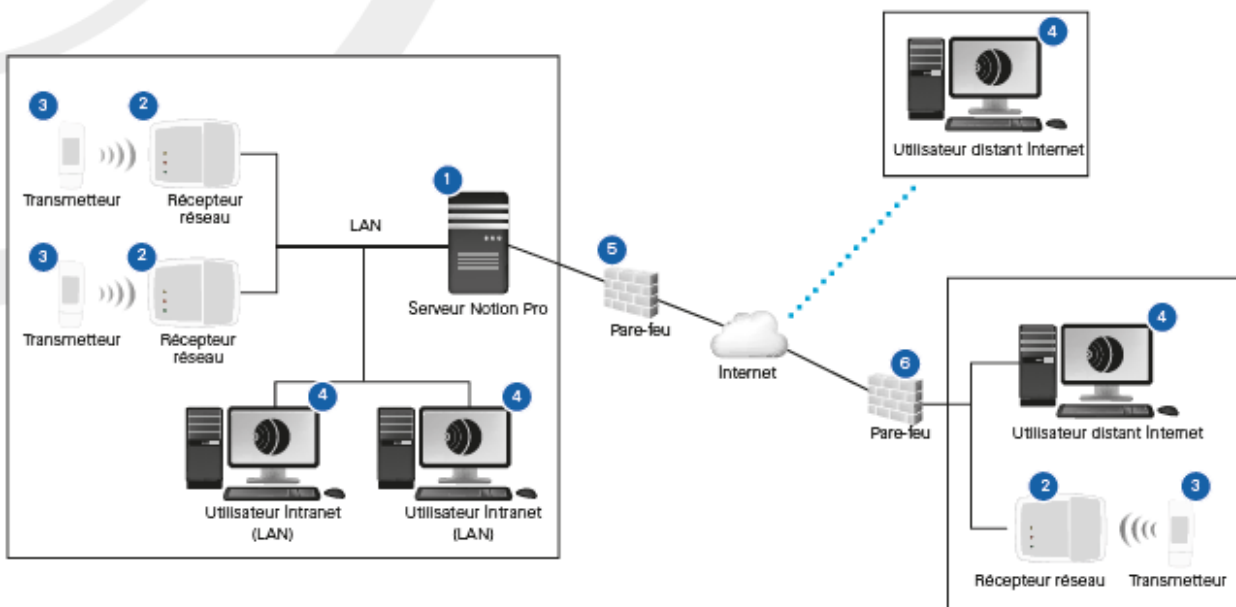 4
Utilisateur distant Internet
3
2
Transmetteur
Récepteur
réseau
1
LAN
3
2
Transmetteur
Récepteur
réseau
Serveur Notion Pro
5
Pare-feu
Internet
6
Pare-feu
4
Utilisateur distant Internet
4
4
Utilisateur Intranet
(LAN)
Utilisateur Intranet
(LAN)
2
3
Récepteur réseau
Transmetteur